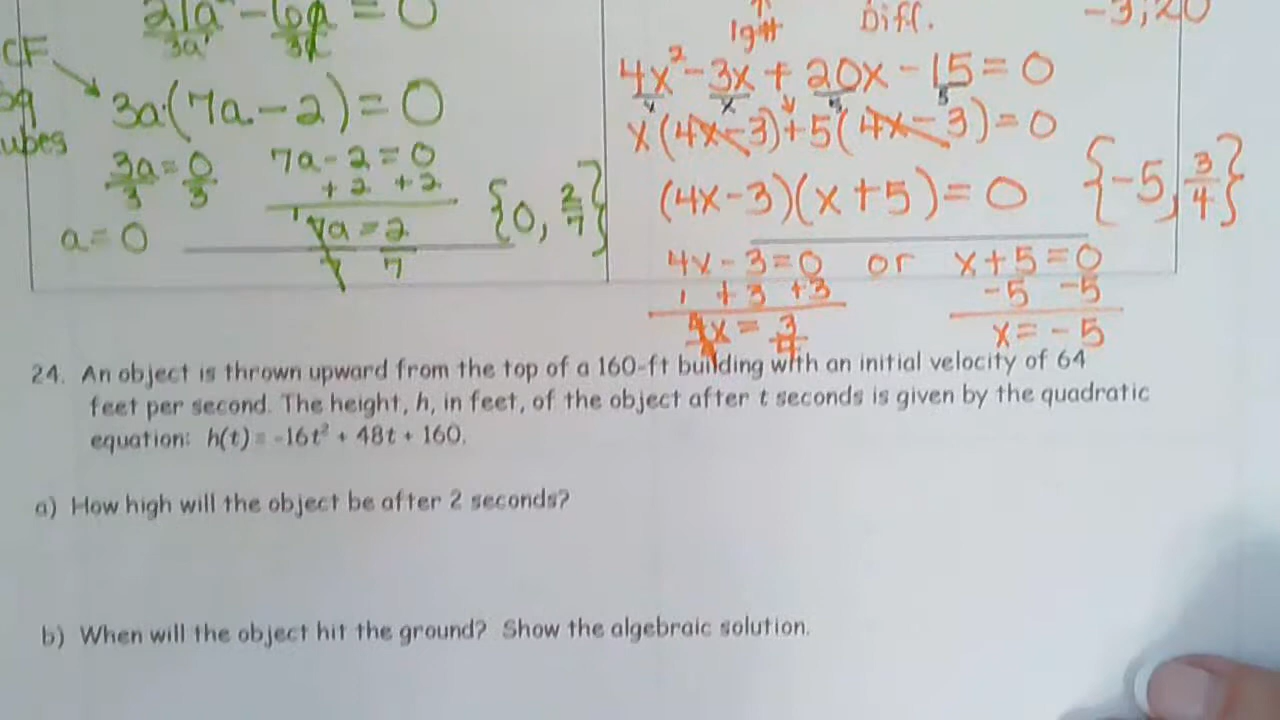 21a² - 6a = 0
3a 3a
CF
3a(7a - 2) = 0
3a = 0 7a - 2 = 0
3 3 + 2 + 2
a = 0 7a = 2
7 7
{0, 2/7}
Diff.
-3, 20
4x² - 3x + 20x - 15 = 0
x x 5 5
x(4x - 3) + 5(4x - 3) = 0
(4x - 3)(x + 5) = 0 {-5, 3/4}
4x - 3 = 0 or x + 5 = 0
+ 3 + 3 - 5 - 5
4x = 3 x = - 5
4 4
24. An object is thrown upward from the top of a 160-ft building with an initial velocity of 64
feet per second. The height, h, in feet, of the object after t seconds is given by the quadratic
equation: h(t) = -16t² + 48t + 160.
a) How high will the object be after 2 seconds?
b) When will the object hit the ground? Show the algebraic solution.